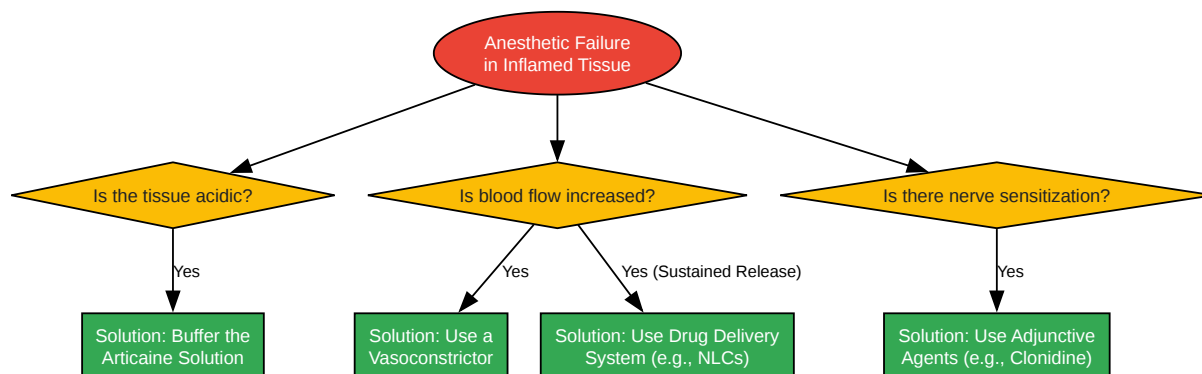 Anesthetic Failure
in Inflamed Tissue
Is the tissue acidic?
Is blood flow increased?
Is there nerve sensitization?
Yes
Yes
Yes (Sustained Release)
Yes
Solution: Buffer the
Articaine Solution
Solution: Use a
Vasoconstrictor
Solution: Use Drug Delivery
System (e.g., NLCs)
Solution: Use Adjunctive
Agents (e.g., Clonidine)